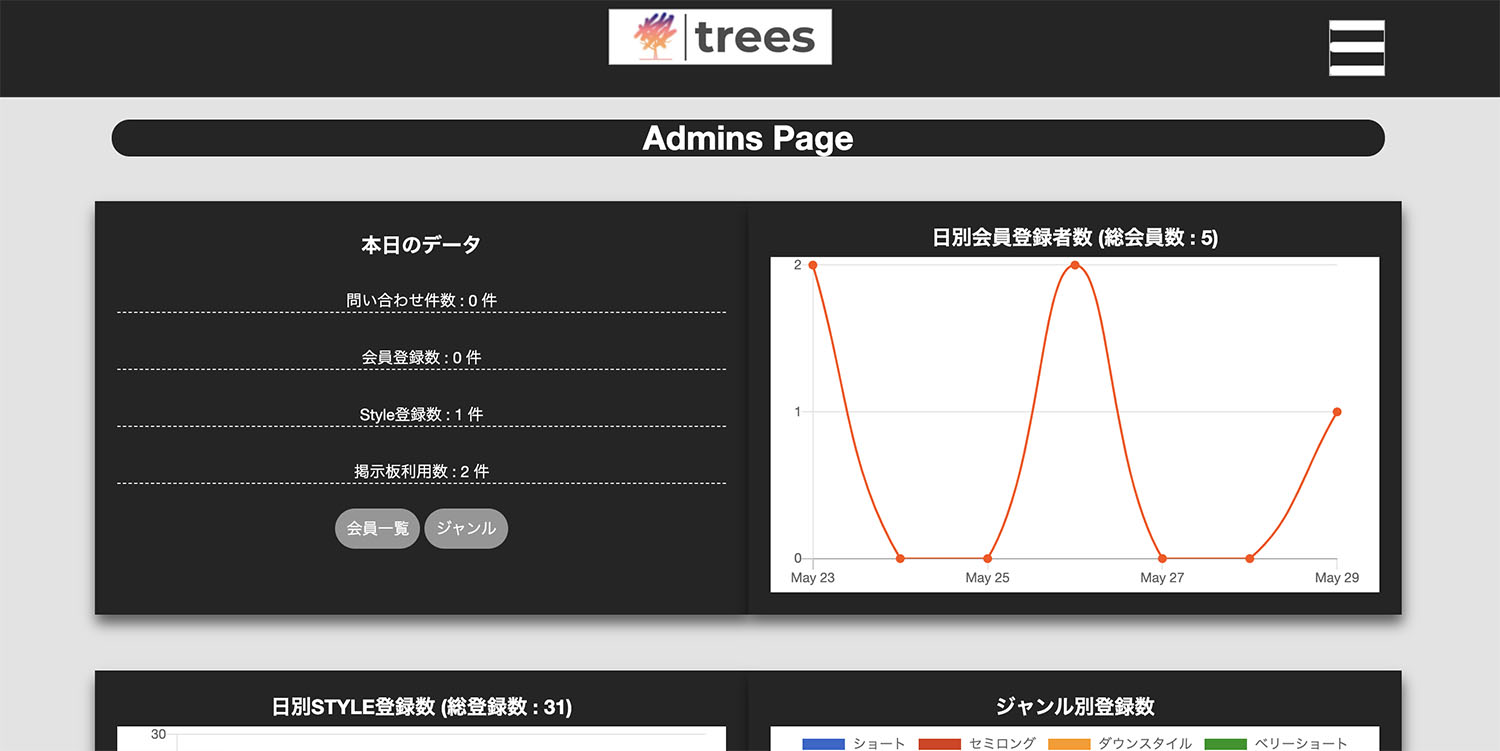 trees
Admins Page
本日のデータ
問い合わせ件数 : 0 件
会員登録数 : 0 件
Style登録数 : 1 件
掲示板利用数 : 2 件
会員一覧 ジャンル
日別会員登録者数 (総会員数 : 5)
2
1
0
May 23 May 25 May 27 May 29
日別STYLE登録数 (総登録数 : 31)
30
ジャンル別登録数
ショート セミロング ダウンスタイル ベリーショート